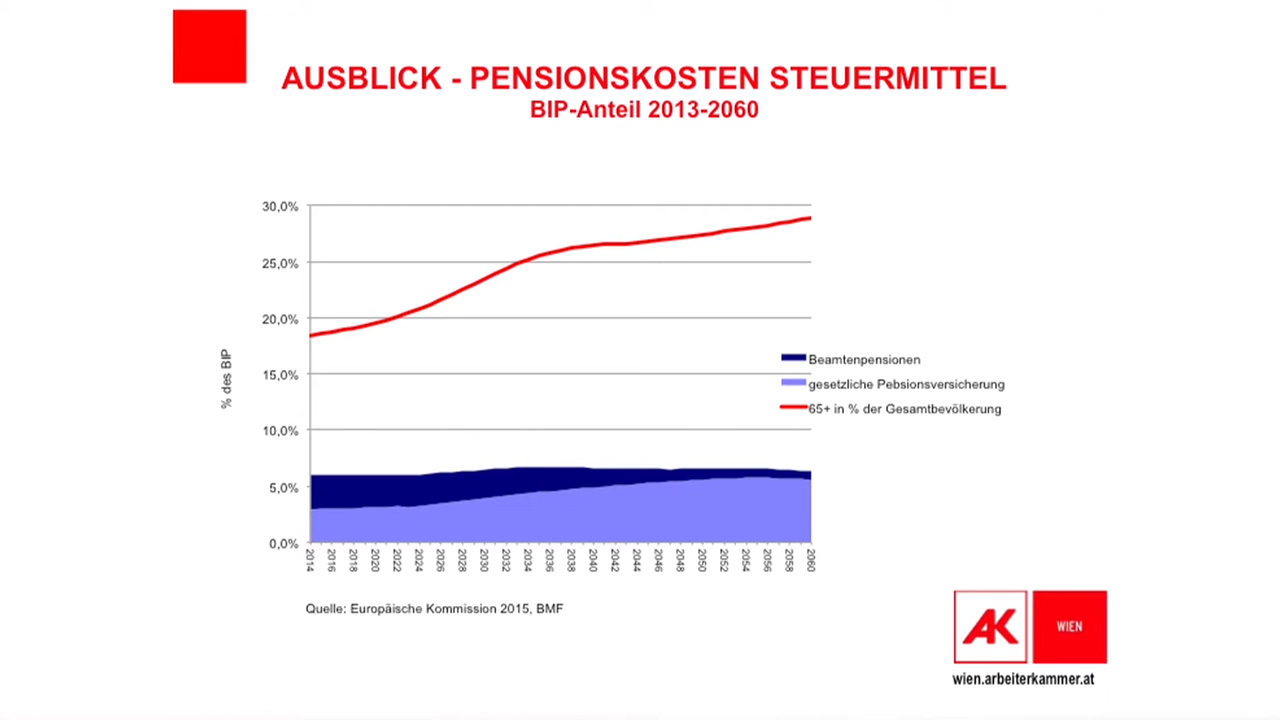 AUSBLICK - PENSIONSKOSTEN STEUERMITTEL
BIP-Anteil 2013-2060
30,0%
25,0%
20,0%
15,0%
10,0%
5,0%
0,0%
% des BIP
2014 2016 2018 2020 2022 2024 2026 2028 2030 2032 2034 2036 2038 2040 2042 2044 2046 2048 2050 2052 2054 2056 2058 2060
Beamtenpensionen
gesetzliche Pebsionsversicherung
65+ in % der Gesamtbevölkerung
Quelle: Europäische Kommission 2015, BMF
AK WIEN
wien.arbeiterkammer.at